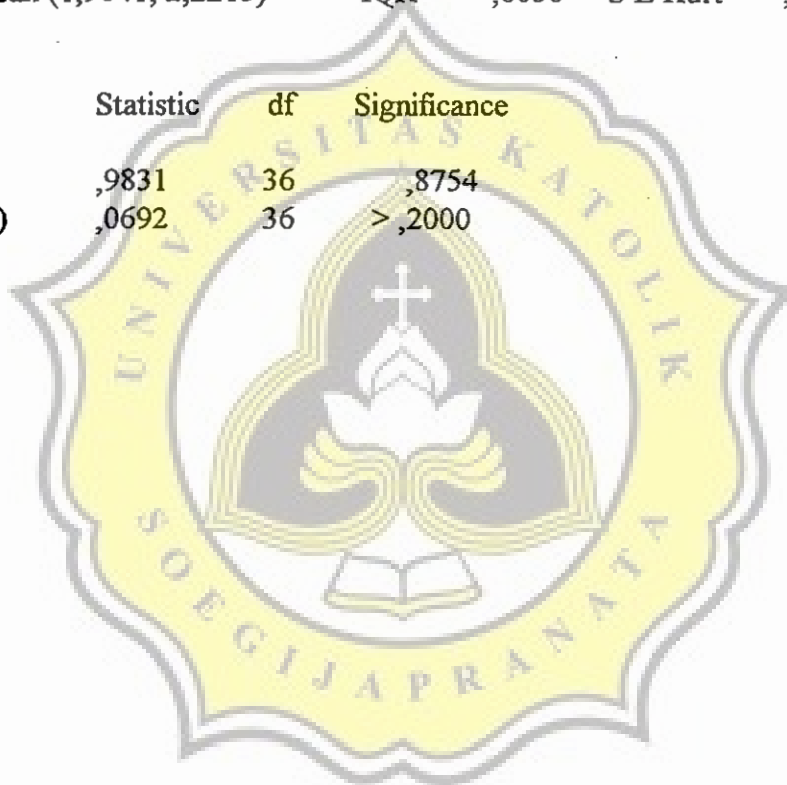 Statistic df Significance
,9831 36 ,8754
) ,0692 36 > ,2000
UNIVERSITAS KATOLIK
SOEGIJAPRANATA